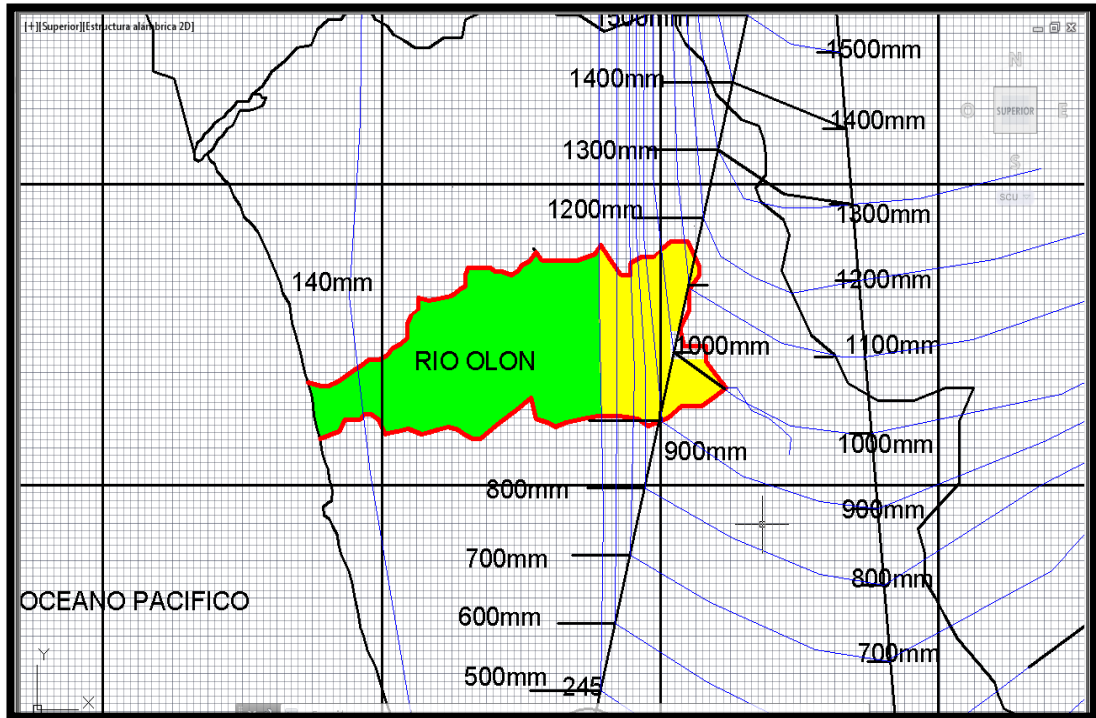 [+][Superior][Estructura alámbrica 2D]
1500mm
1500mm
N
1400mm
O
SUPERIOR
E
1400mm
1300mm
S
SCU
1200mm
1300mm
140mm
1200mm
1000mm
1100mm
RIO OLON
900mm
1000mm
800mm
900mm
700mm
800mm
OCEANO PACIFICO
600mm
700mm
Y
500mm
245
X